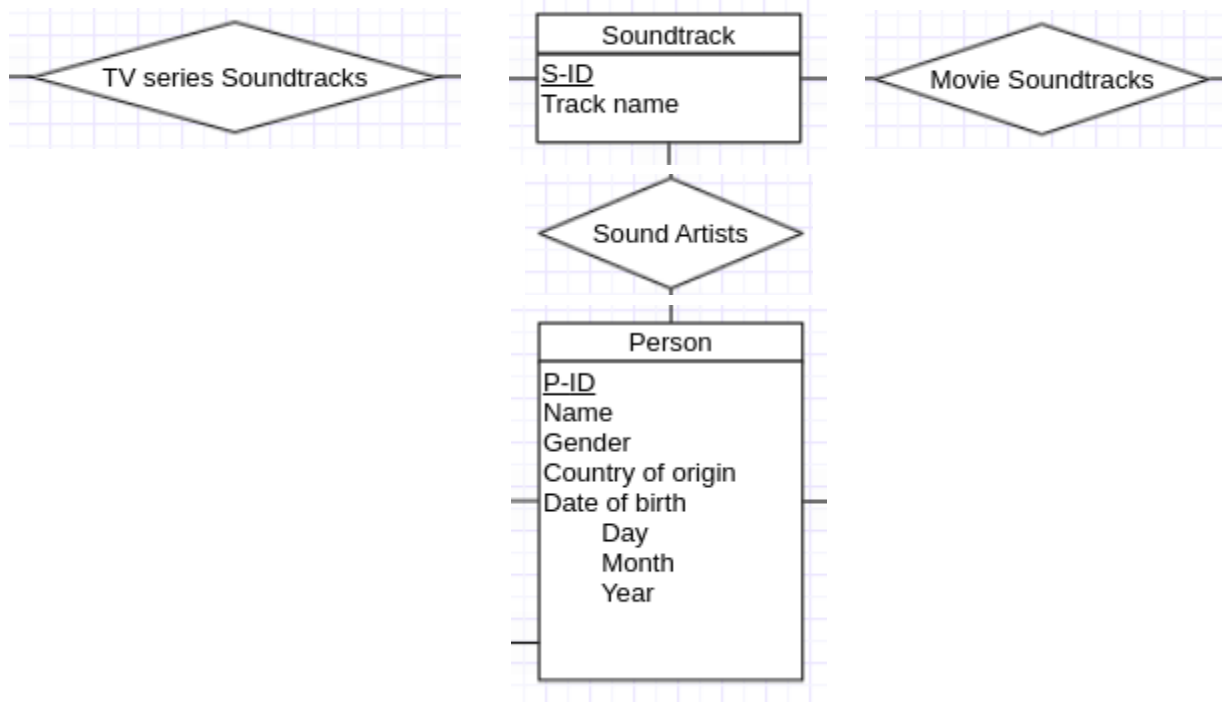 TV series Soundtracks
Soundtrack
S-ID
Track name
Movie Soundtracks
Sound Artists
Person
P-ID
Name
Gender
Country of origin
Date of birth
Day
Month
Year